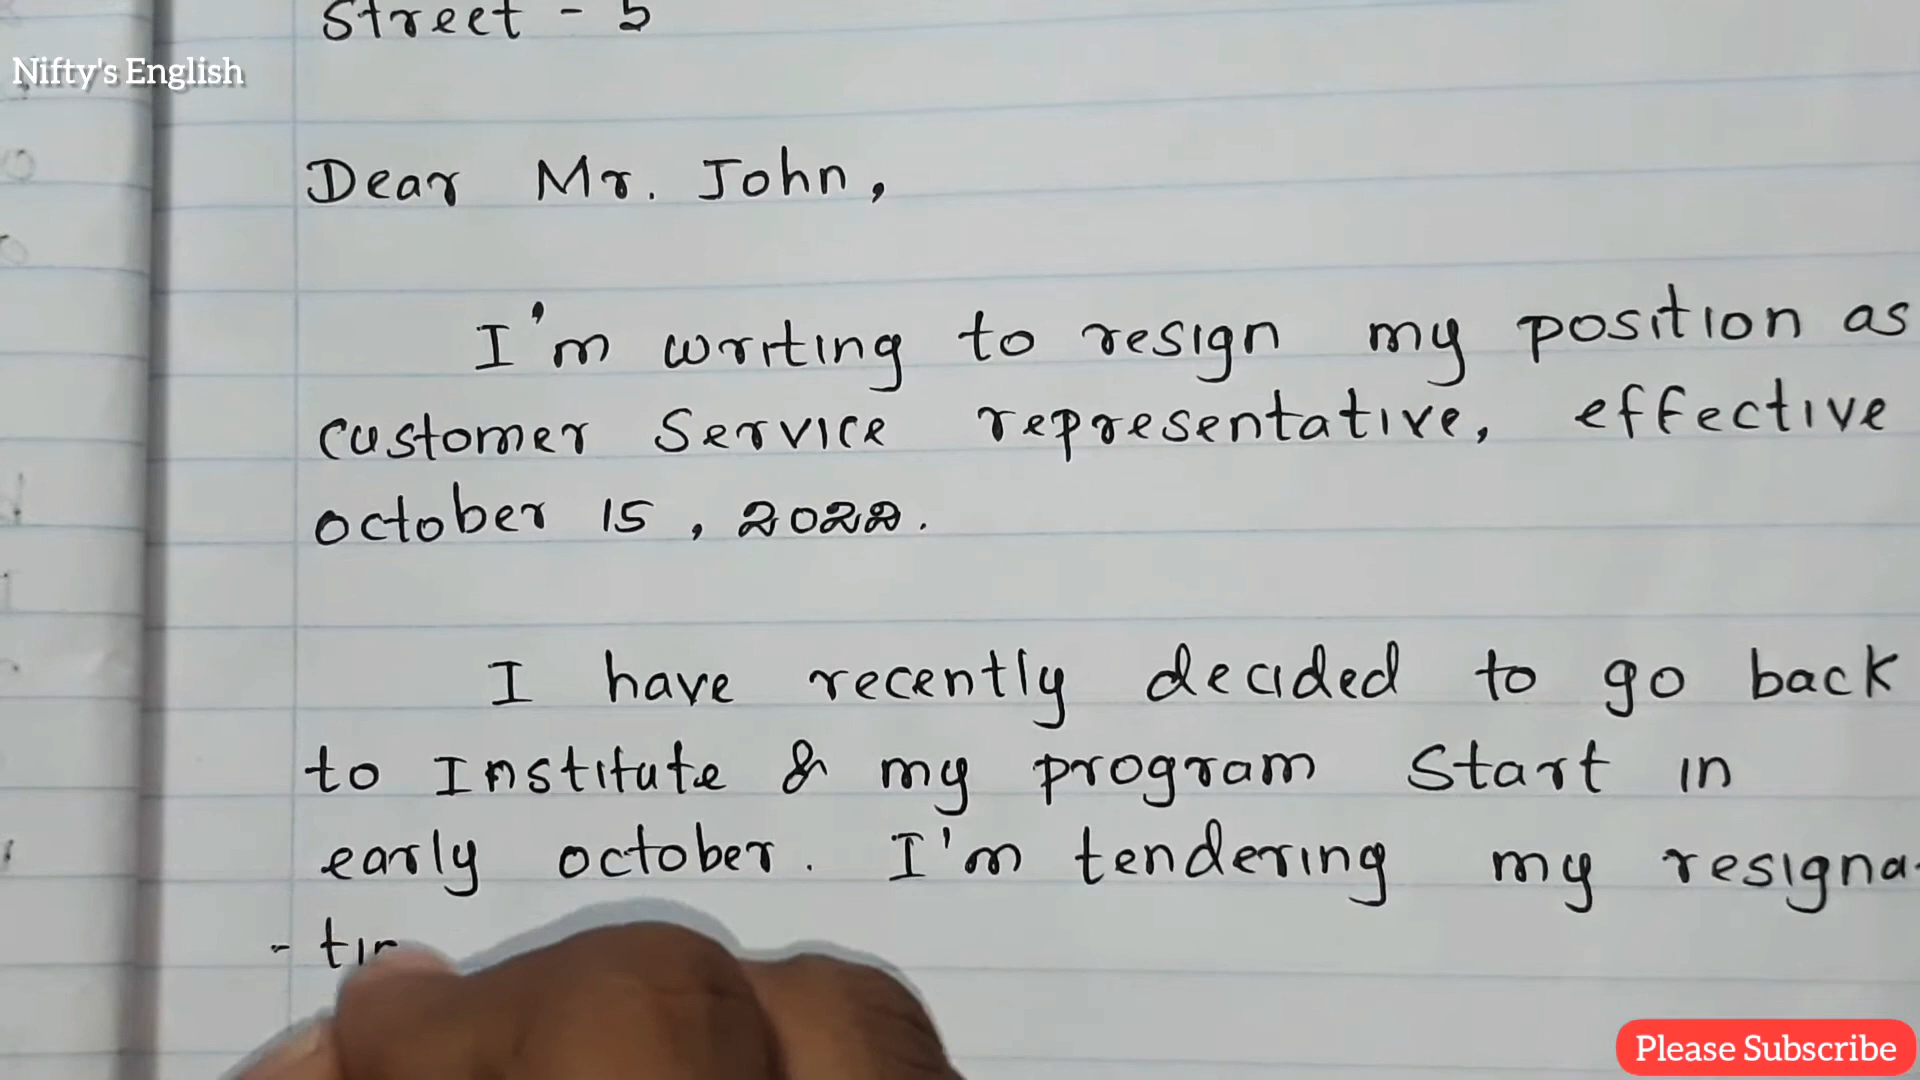 Street - 5
Nifty's English
Dear Mr. John,
I'm writing to resign my position as
customer Service representative, effective
october 15, 2022.
I have recently decided to go back
to Institute & my program Start in
early october. I'm tendering my resigna-
Please Subscribe